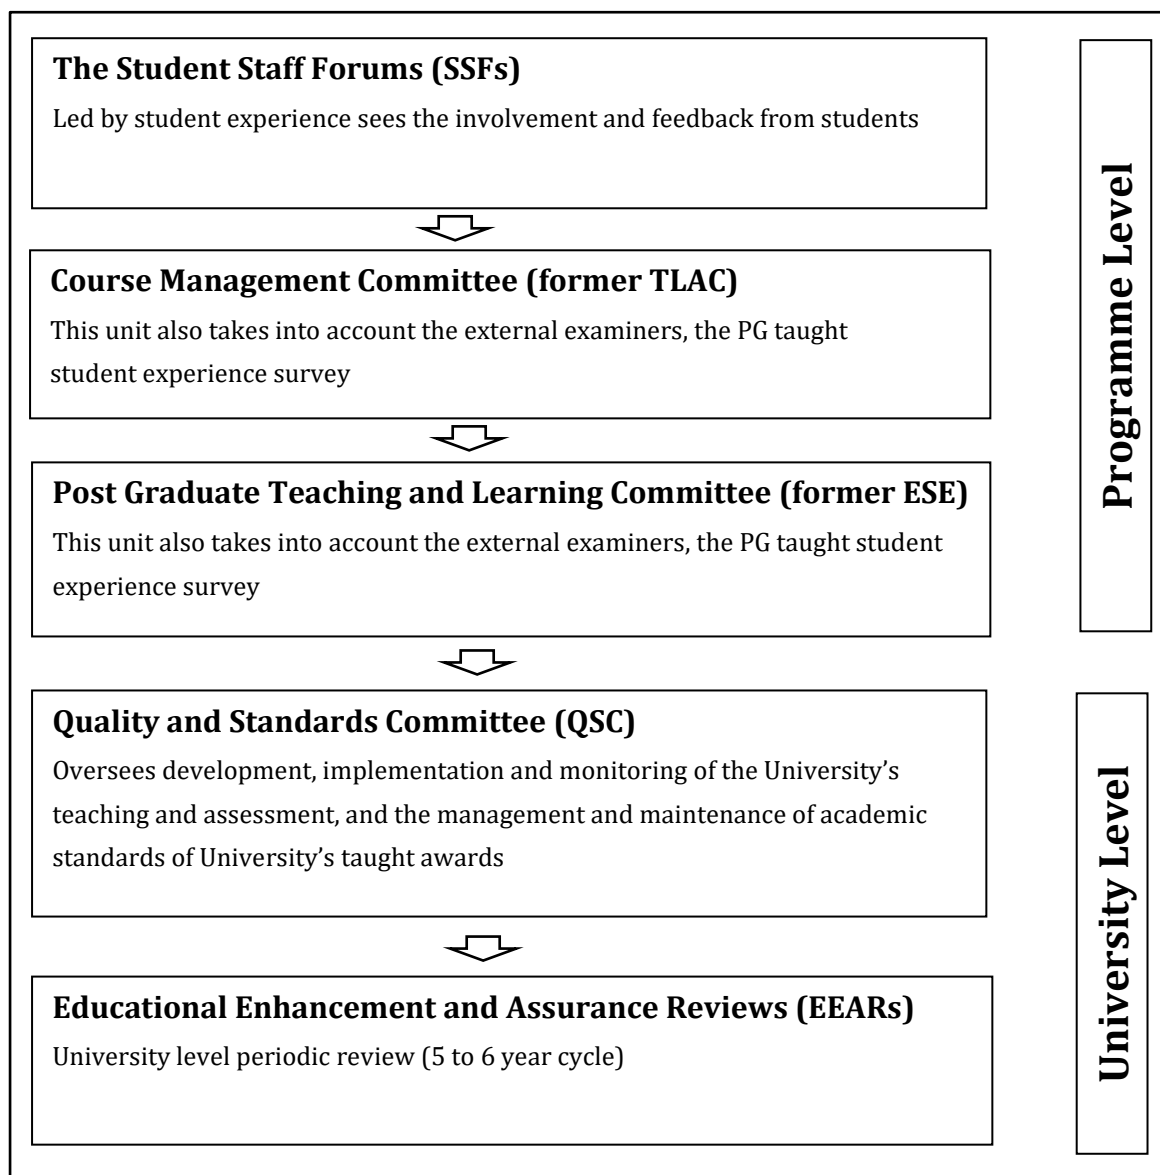 The Student Staff Forums (SSFs)
Led by student experience sees the involvement and feedback from students
Course Management Committee (former TLAC)
This unit also takes into account the external examiners, the PG taught
student experience survey
Post Graduate Teaching and Learning Committee (former ESE)
This unit also takes into account the external examiners, the PG taught student
experience survey
Programme Level
Quality and Standards Committee (QSC)
Oversees development, implementation and monitoring of the University’s
teaching and assessment, and the management and maintenance of academic
standards of University’s taught awards
Educational Enhancement and Assurance Reviews (EEARs)
University level periodic review (5 to 6 year cycle)
University Level